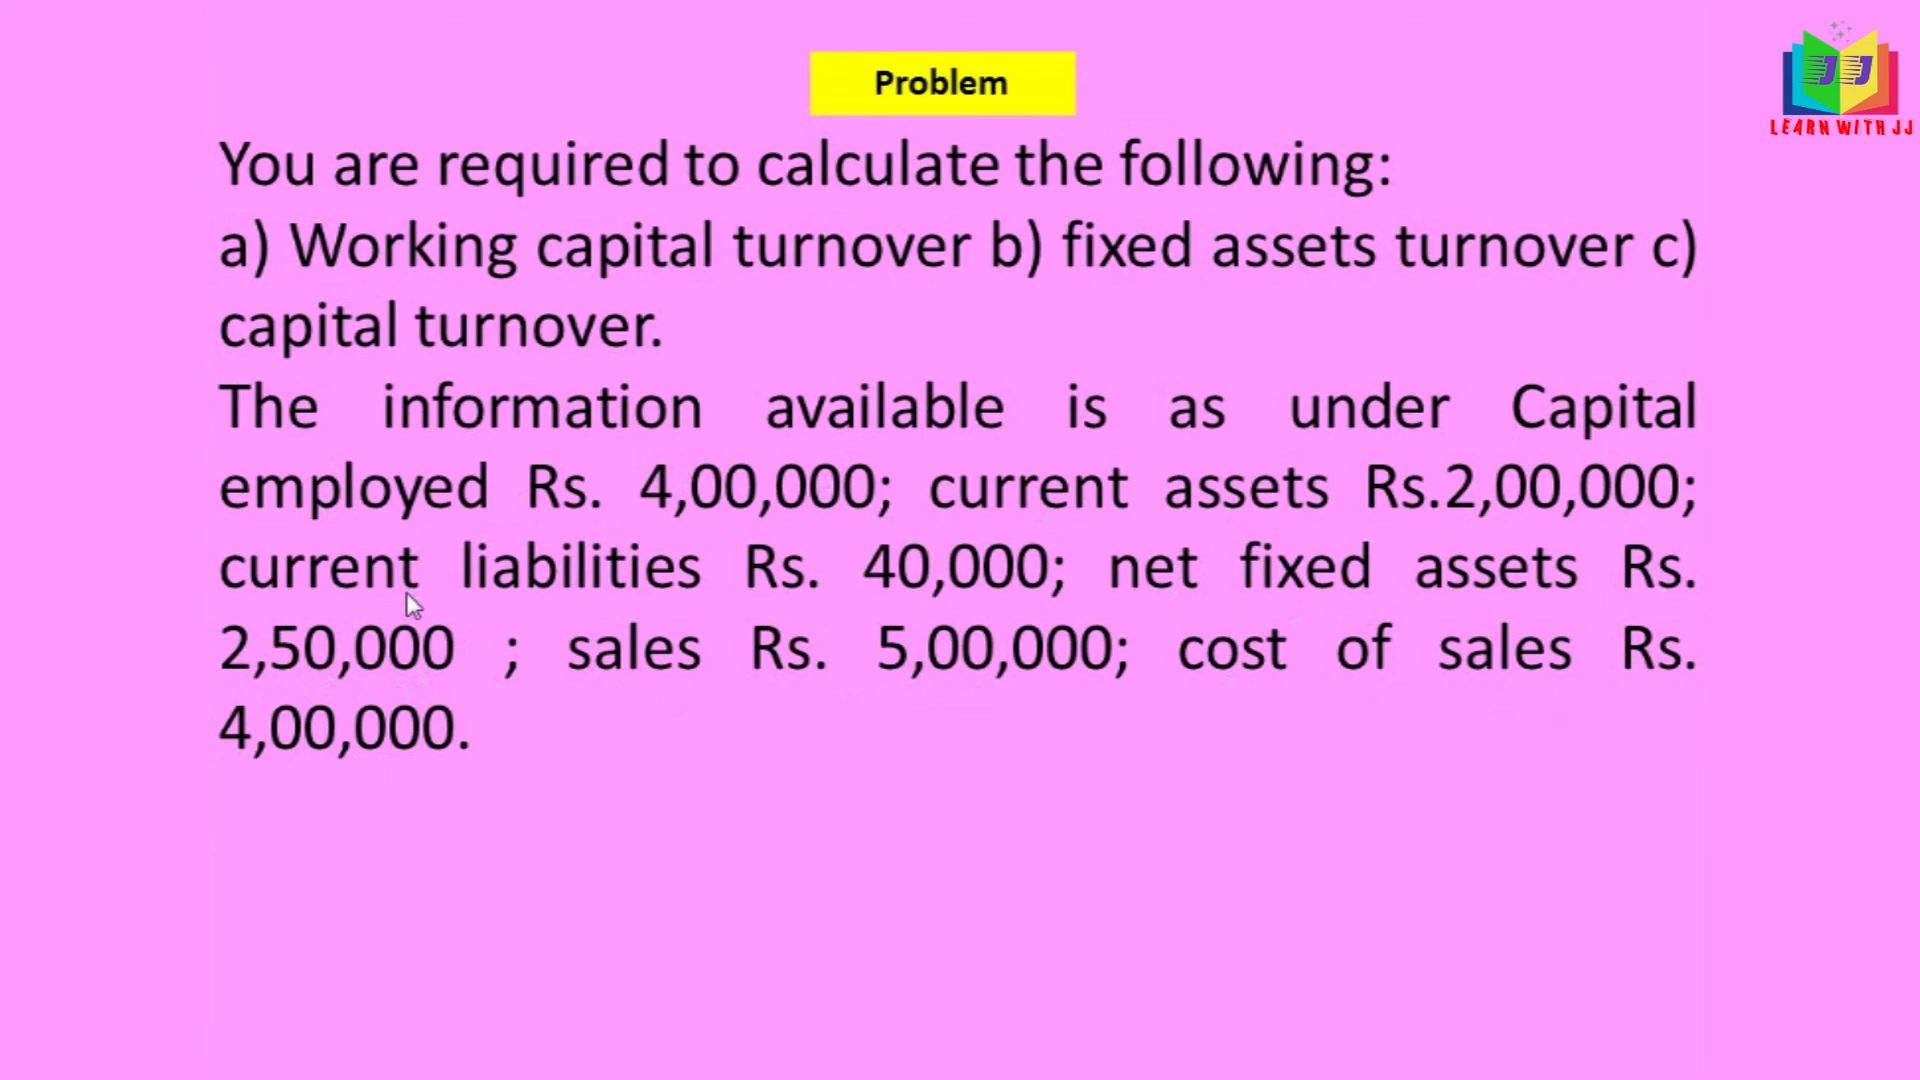 Problem
JJ
LEARN WITH JJ
You are required to calculate the following:
a) Working capital turnover b) fixed assets turnover c)
capital turnover.
The information available is as under Capital
employed Rs. 4,00,000; current assets Rs.2,00,000;
current liabilities Rs. 40,000; net fixed assets Rs.
2,50,000 ; sales Rs. 5,00,000; cost of sales Rs.
4,00,000.